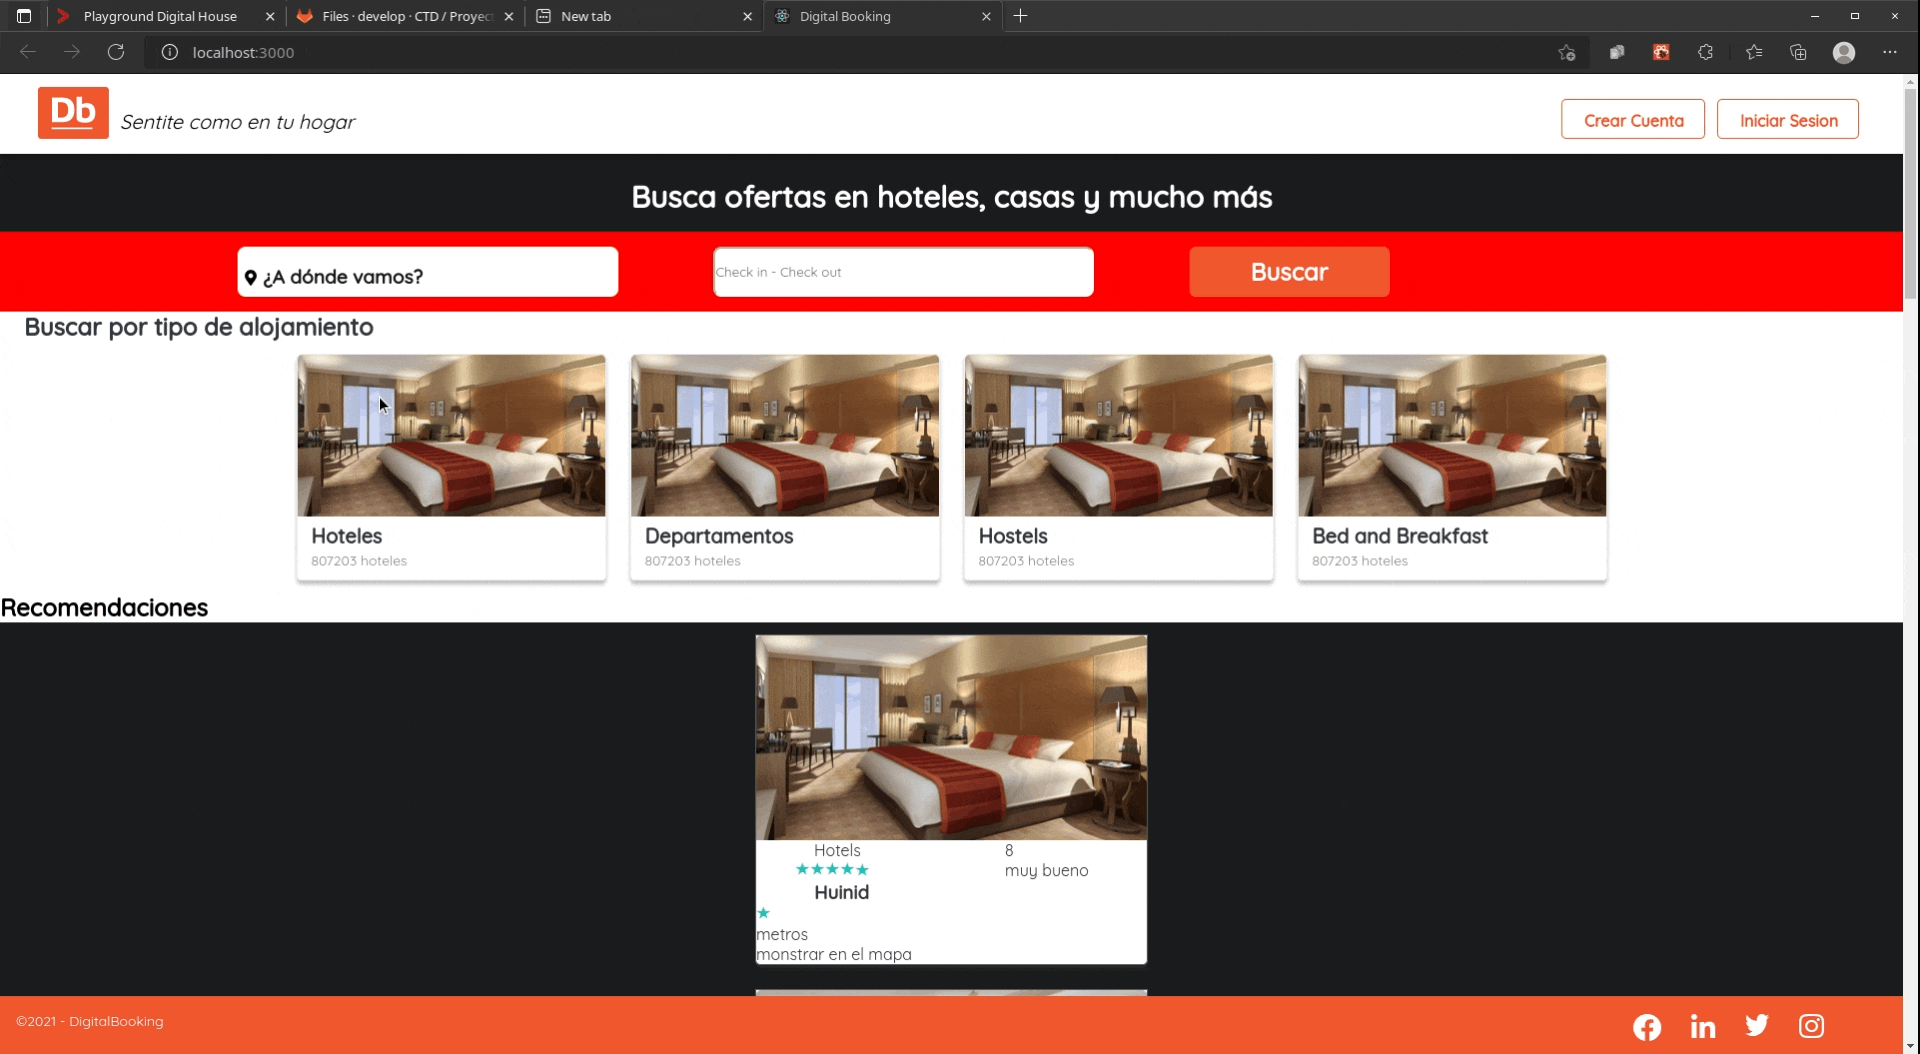 Playground Digital House
Files · develop · CTD / Proyec
New tab
Digital Booking
localhost:3000
Db
Sentite como en tu hogar
Crear Cuenta
Iniciar Sesion
Busca ofertas en hoteles, casas y mucho más
¿A dónde vamos?
Check in - Check out
Buscar
Buscar por tipo de alojamiento
Hoteles
807203 hoteles
Departamentos
807203 hoteles
Hostels
807203 hoteles
Bed and Breakfast
807203 hoteles
Recomendaciones
Hotels
8
muy bueno
Huinid
metros
monstrar en el mapa
©2021 - DigitalBooking